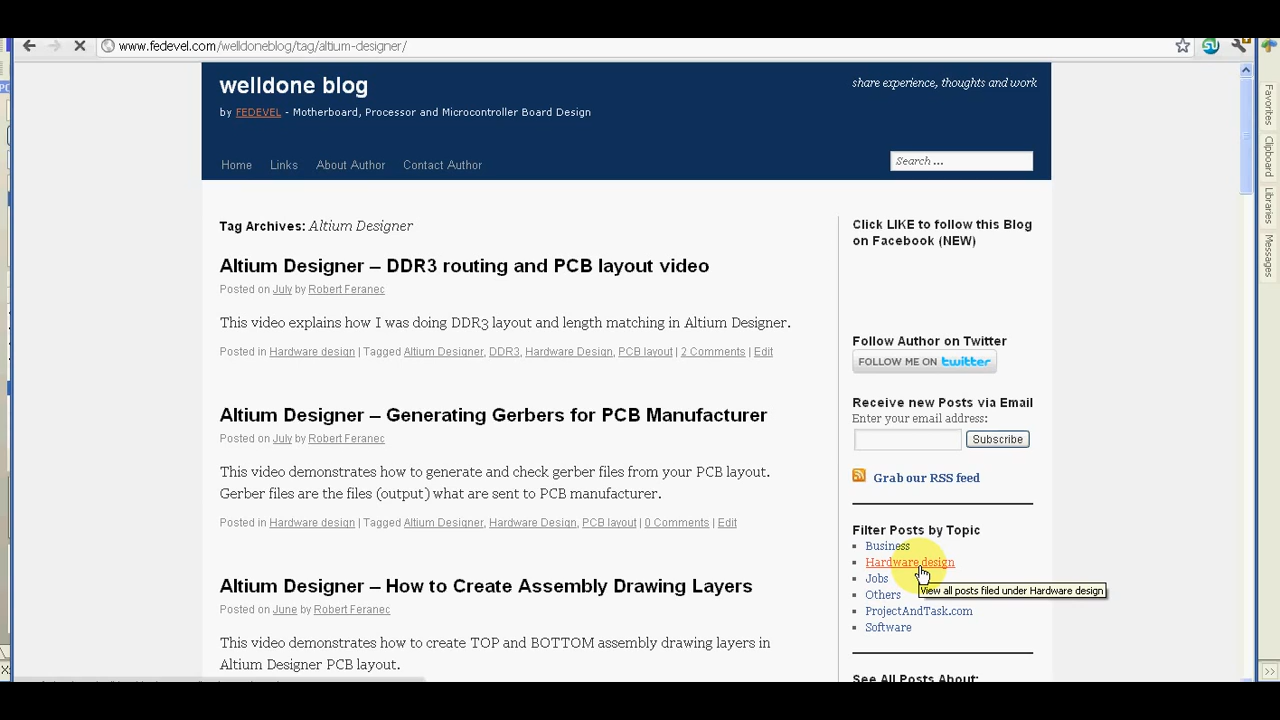 www.fedevel.com/welldoneblog/tag/altium-designer/
welldone blog
share experience, thoughts and work
by FEDEVEL - Motherboard, Processor and Microcontroller Board Design
Home Links About Author Contact Author
Search ...
Tag Archives: Altium Designer
Altium Designer – DDR3 routing and PCB layout video
Posted on July by Robert Feranec
This video explains how I was doing DDR3 layout and length matching in Altium Designer.
Posted in Hardware design | Tagged Altium Designer, DDR3, Hardware Design, PCB layout | 2 Comments | Edit
Altium Designer – Generating Gerbers for PCB Manufacturer
Posted on July by Robert Feranec
This video demonstrates how to generate and check gerber files from your PCB layout.
Gerber files are the files (output) what are sent to PCB manufacturer.
Posted in Hardware design | Tagged Altium Designer, Hardware Design, PCB layout | 0 Comments | Edit
Altium Designer – How to Create Assembly Drawing Layers
Posted on June by Robert Feranec
This video demonstrates how to create TOP and BOTTOM assembly drawing layers in
Altium Designer PCB layout.
Click LIKE to follow this Blog
on Facebook (NEW)
Follow Author on Twitter
FOLLOW ME ON twitter
Receive new Posts via Email
Enter your email address:
Subscribe
Grab our RSS feed
Filter Posts by Topic
Business
Hardware design
Jobs
View all posts filed under Hardware design
Others
ProjectAndTask.com
Software
See All Posts About:
Favorites
Clipboard
Libraries
Messages